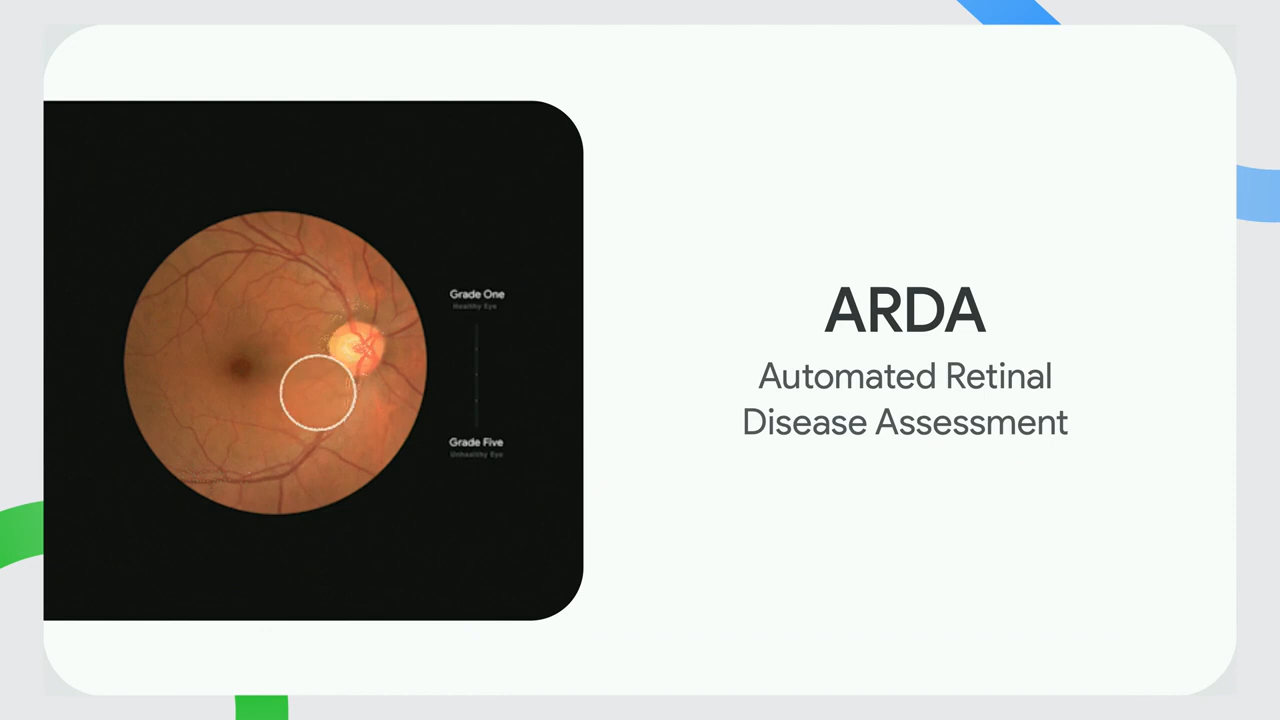 Grade One
Healthy Eye
Grade Five
Unhealthy Eye
ARDA
Automated Retinal
Disease Assessment